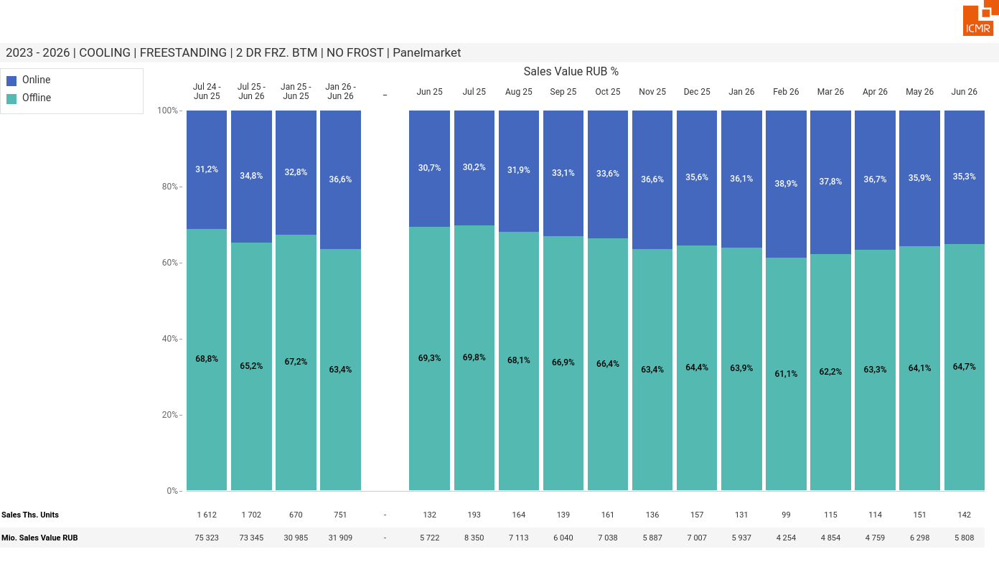 ICMR
2023 - 2026 | COOLING | FREESTANDING | 2 DR FRZ. BTM | NO FROST | Panelmarket
Online
Offline
Sales Value RUB %
Jul 24 - Jun 25 Jul 25 - Jun 26 Jan 25 - Jun 25 Jan 26 - Jun 26 – Jun 25 Jul 25 Aug 25 Sep 25 Oct 25 Nov 25 Dec 25 Jan 26 Feb 26 Mar 26 Apr 26 May 26 Jun 26
100%
31,2% 34,8% 32,8% 36,6% 30,7% 30,2% 31,9% 33,1% 33,6% 36,6% 35,6% 36,1% 38,9% 37,8% 36,7% 35,9% 35,3%
80%
60%
40%
68,8% 65,2% 67,2% 63,4% 69,3% 69,8% 68,1% 66,9% 66,4% 63,4% 64,4% 63,9% 61,1% 62,2% 63,3% 64,1% 64,7%
20%
0%
Sales Ths. Units 1 612 1 702 670 751 - 132 193 164 139 161 136 157 131 99 115 114 151 142
Mio. Sales Value RUB 75 323 73 345 30 985 31 909 - 5 722 8 350 7 113 6 040 7 038 5 887 7 007 5 937 4 254 4 854 4 759 6 298 5 808